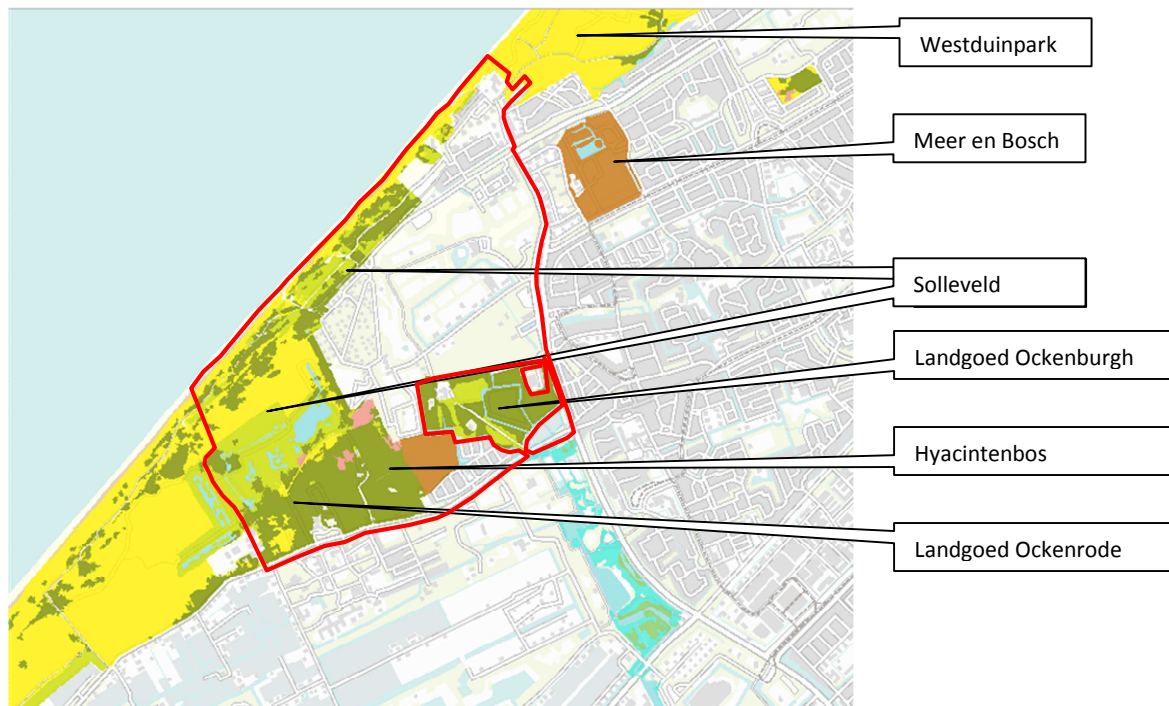 Westduinpark
Meer en Bosch
Solleveld
Landgoed Ockenburgh
Hyacintenbos
Landgoed Ockenrode